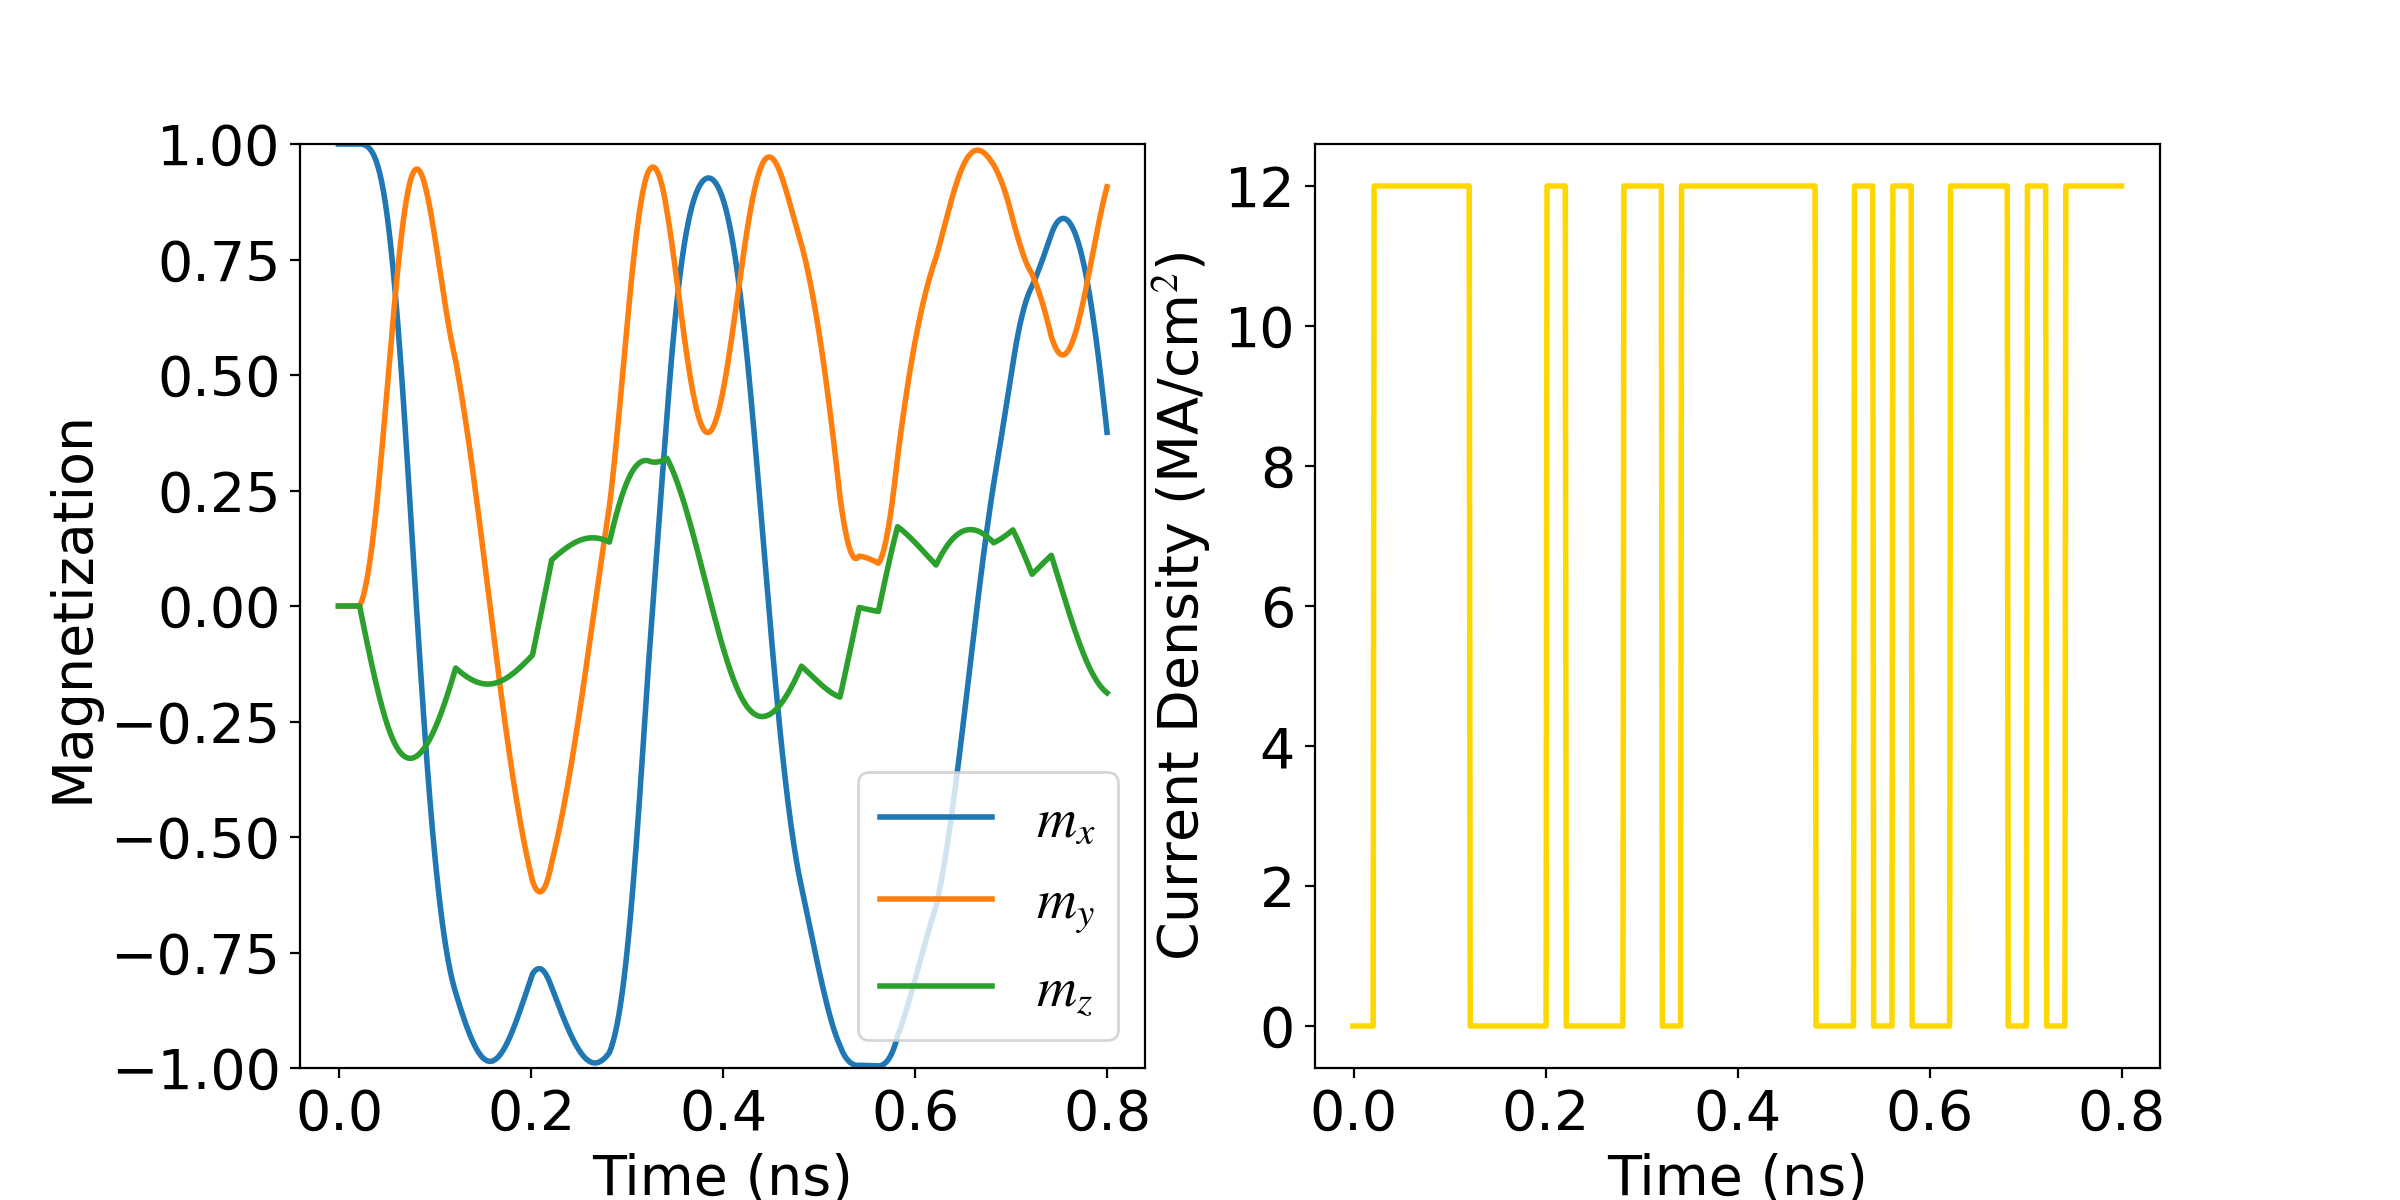 Magnetization
1.00
0.75
0.50
0.25
0.00
−0.25
−0.50
−0.75
−1.00
0.0 0.2 0.4 0.6 0.8
Time (ns)
m_x
m_y
m_z
Current Density (MA/cm²)
12
10
8
6
4
2
0
0.0 0.2 0.4 0.6 0.8
Time (ns)